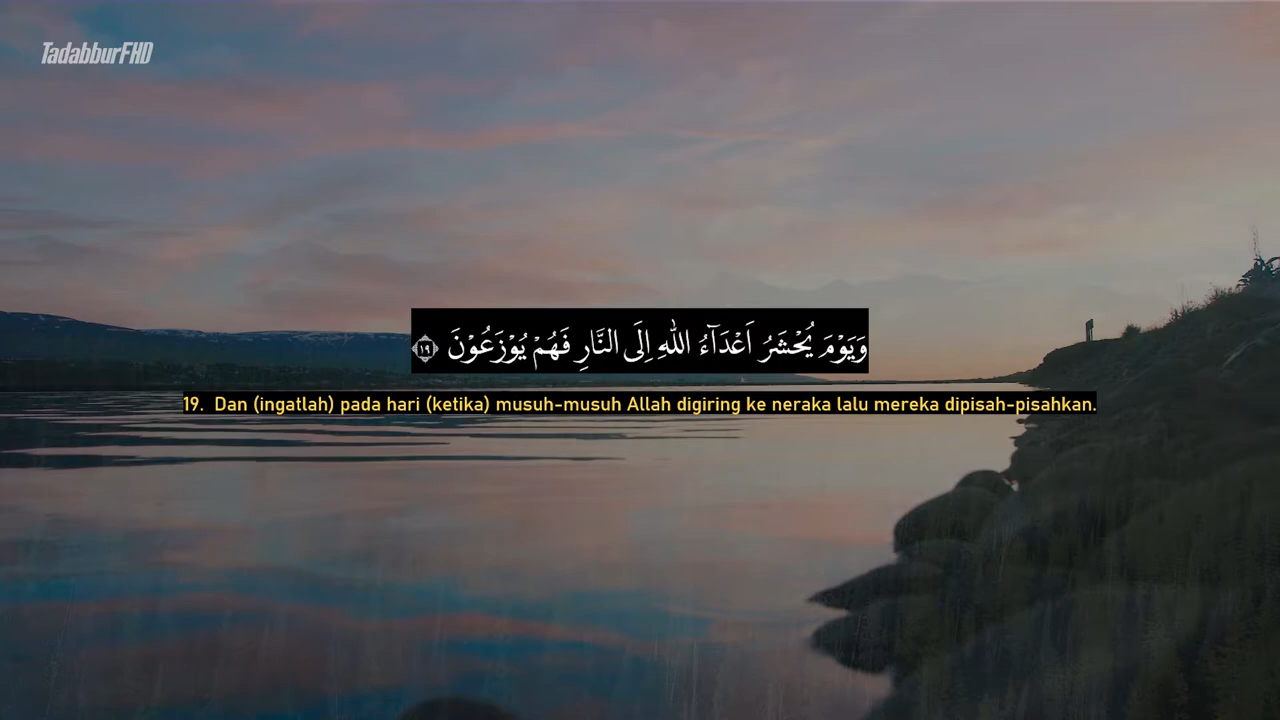 TadabburFHD
وَيَوْمَ يُحْشَرُ اَعْدَآءُ اللّٰهِ اِلَى النَّارِ فَهُمْ يُوْزَعُوْنَ ١٩
19. Dan (ingatlah) pada hari (ketika) musuh-musuh Allah digiring ke neraka lalu mereka dipisah-pisahkan.